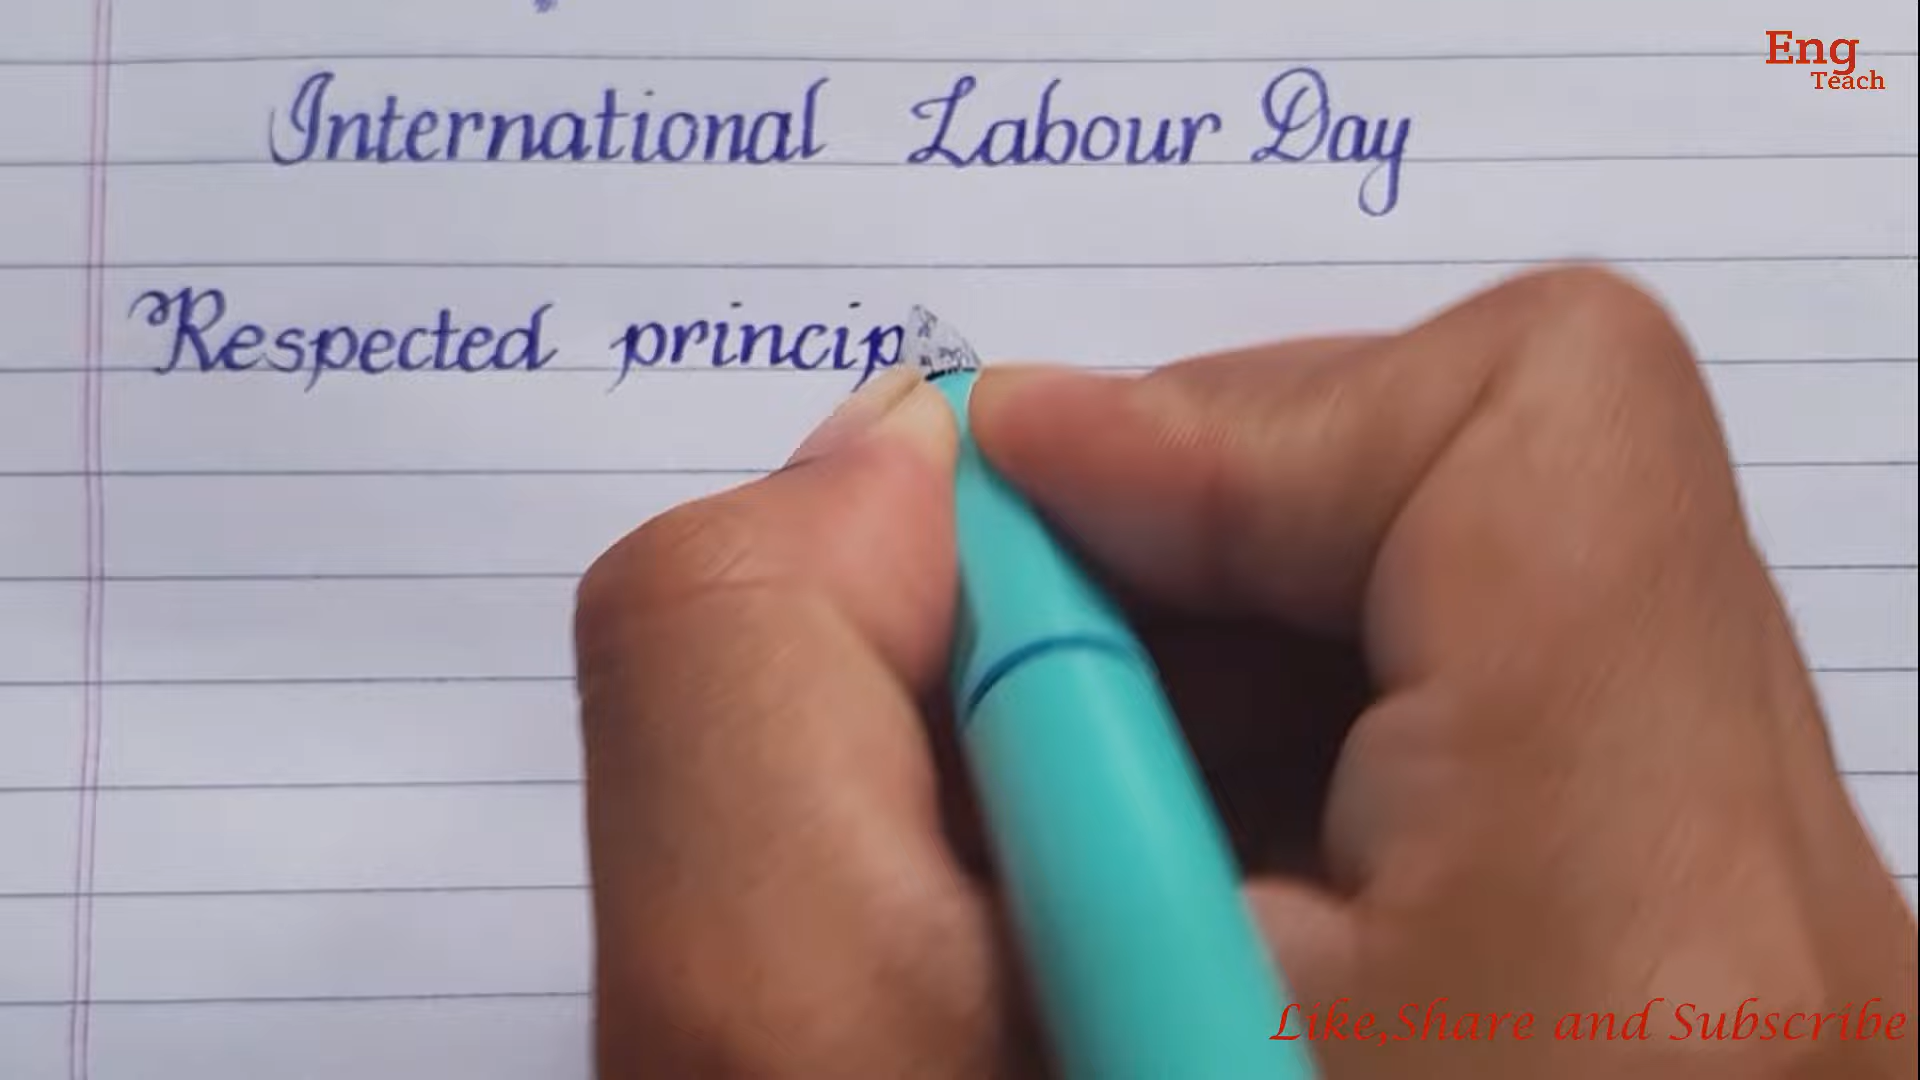 International Labour Day
Eng
Teach
Respected princip
Like,Share and Subscribe